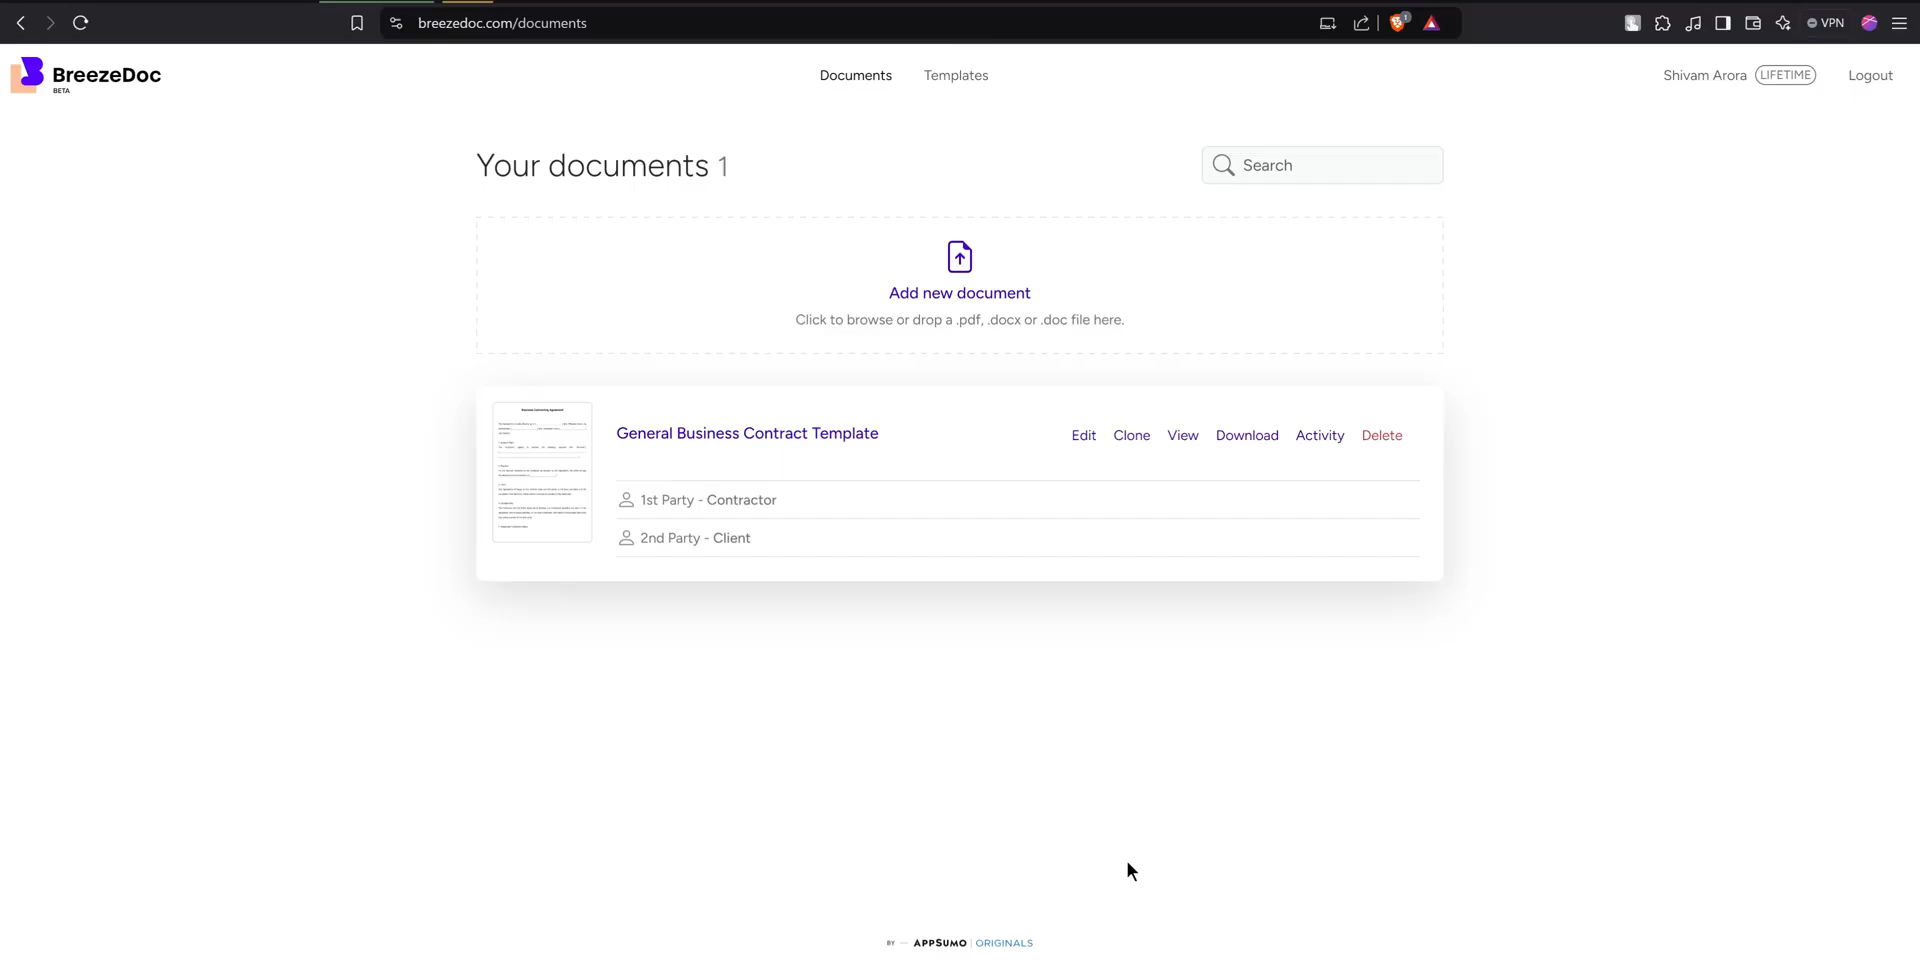 breezedoc.com/documents
1
VPN
BreezeDoc
BETA
Documents
Templates
Shivam Arora
LIFETIME
Logout
Your documents 1
Search
Add new document
Click to browse or drop a .pdf, .docx or .doc file here.
General Business Contract Template
Edit
Clone
View
Download
Activity
Delete
1st Party - Contractor
2nd Party - Client
BY — APPSUMO | ORIGINALS